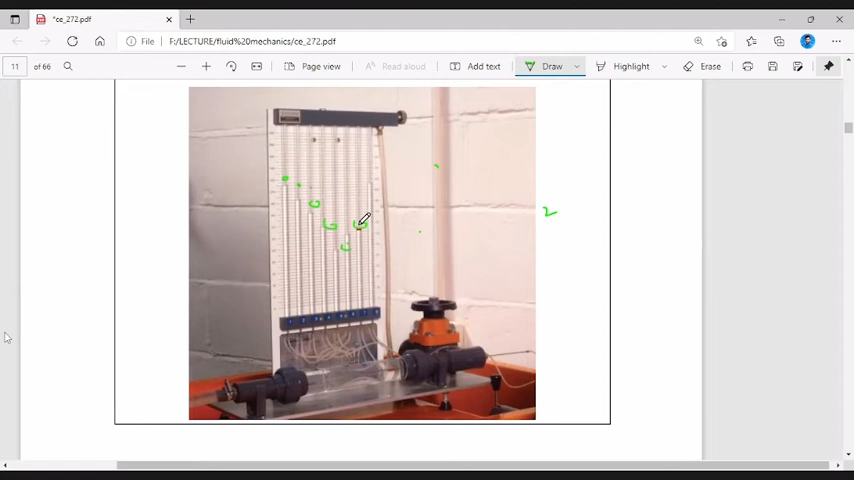 *ce_272.pdf
File
F:/LECTURE/fluid%20mechanics/ce_272.pdf
11 of 66
Page view
Read aloud
Add text
Draw
Highlight
Erase
2